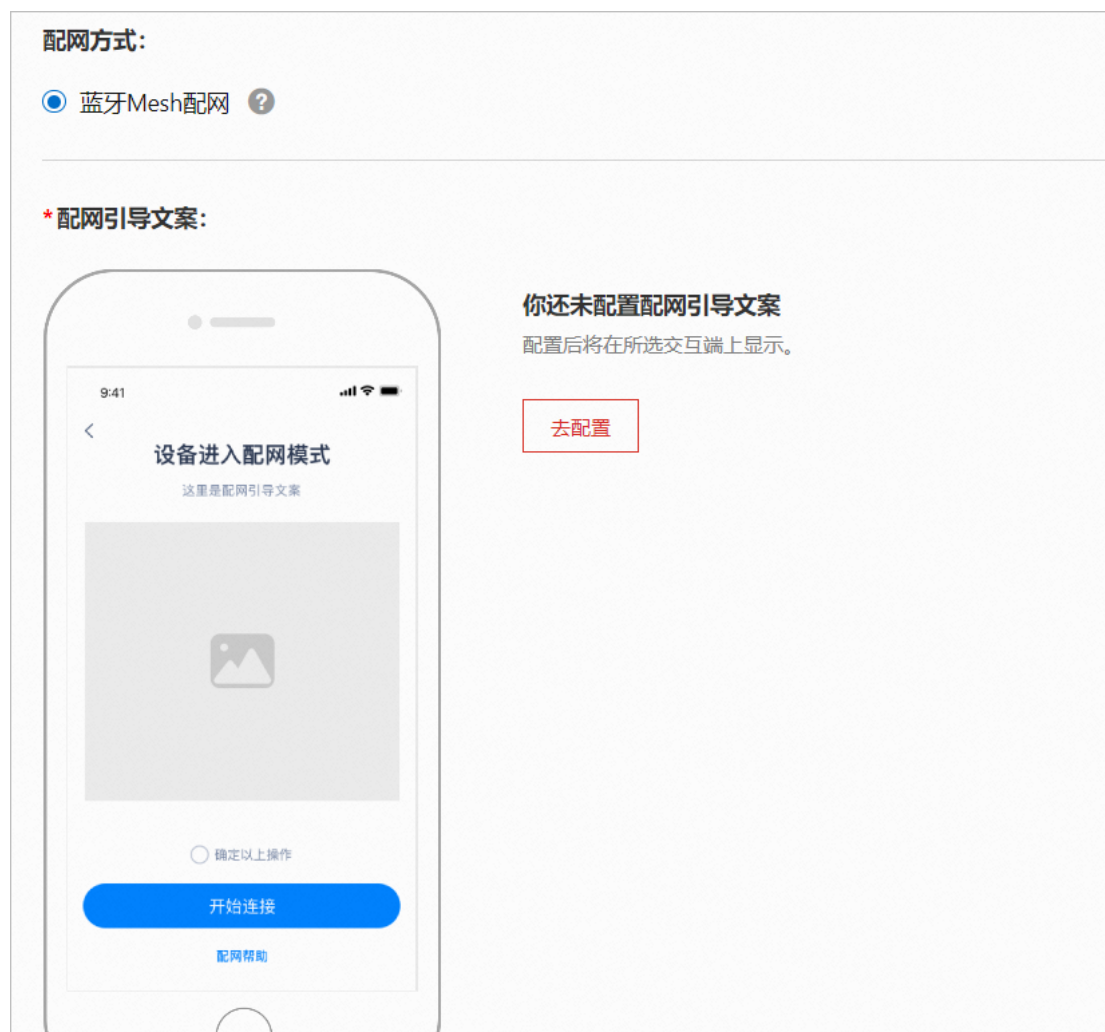 配网方式：
蓝牙Mesh配网 ?
*配网引导文案：
你还未配置配网引导文案
配置后将在所选交互端上显示。
去配置
9:41
设备进入配网模式
这里是配网引导文案
确定以上操作
开始连接
配网帮助